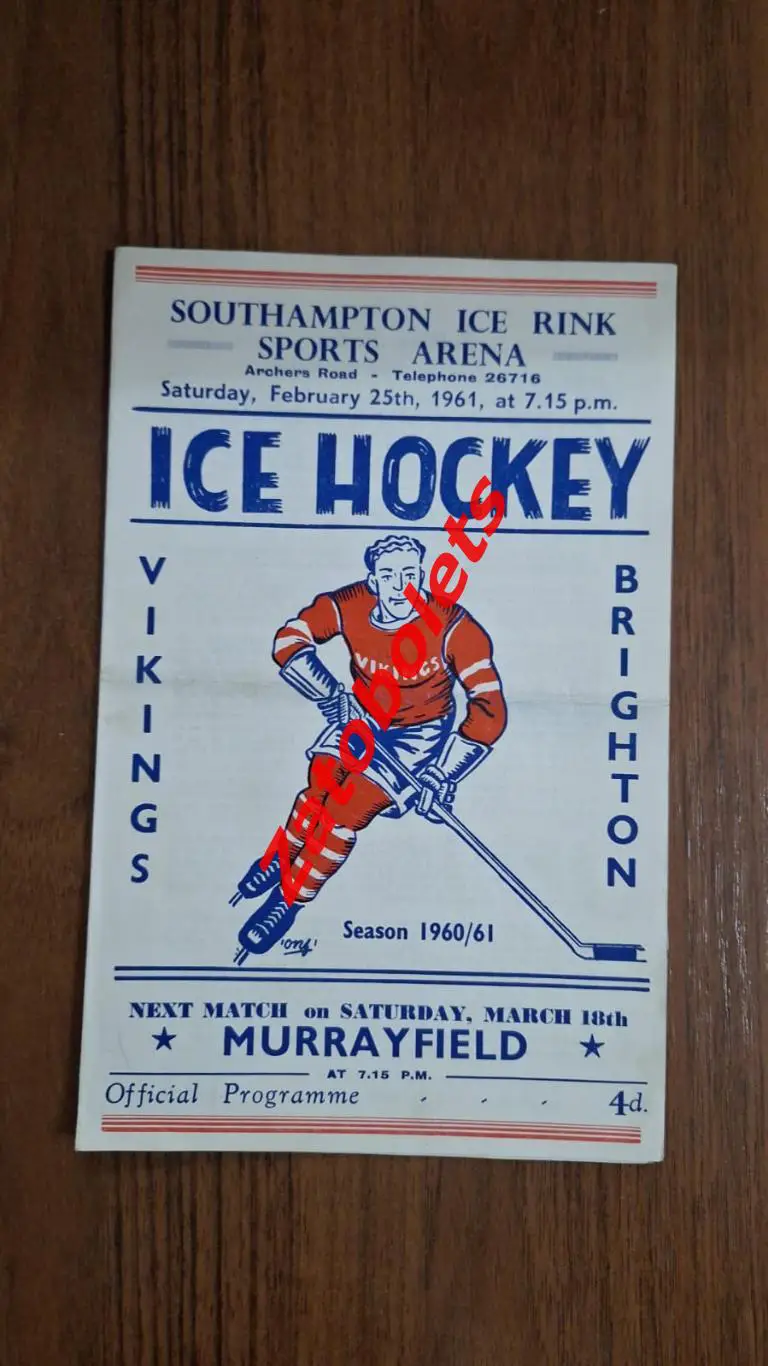 SOUTHAMPTON ICE RINK
SPORTS ARENA
Archers Road - Telephone 26716
Saturday, February 25th, 1961, at 7.15 p.m.
ICE HOCKEY
VIKINGS
BRIGHTON
VIKINGS
Zatobolets
Season 1960/61
NEXT MATCH on SATURDAY, MARCH 18th
★ MURRAYFIELD ★
AT 7.15 P.M.
Official Programme - - - 4d.